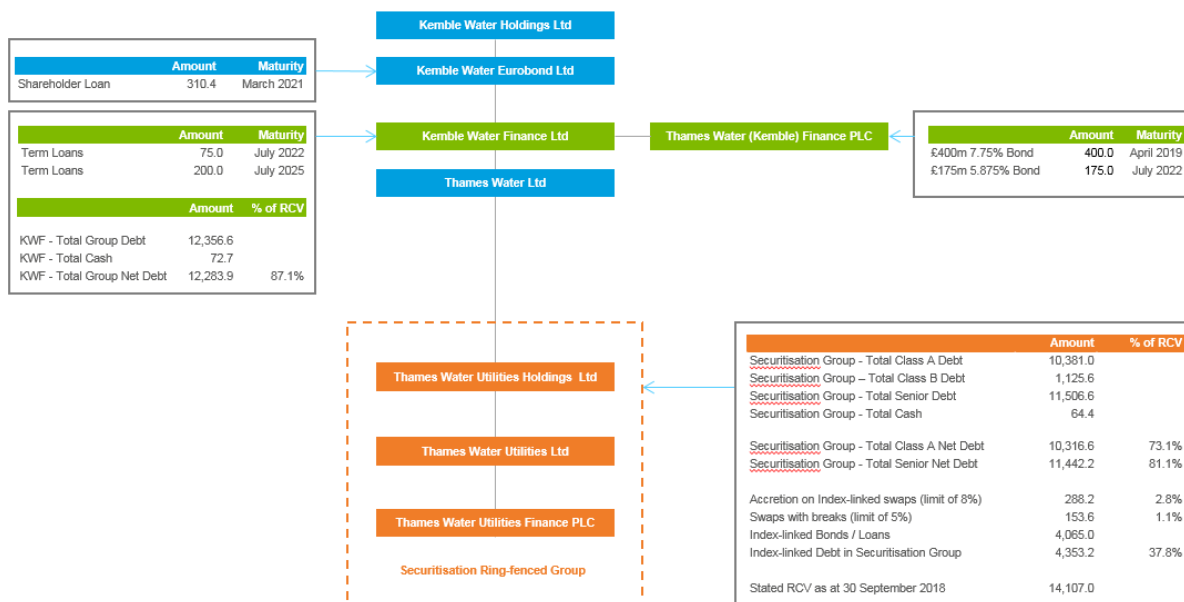 Kemble Water Holdings Ltd
Amount Maturity
Shareholder Loan 310.4 March 2021
Kemble Water Eurobond Ltd
Amount Maturity
Term Loans 75.0 July 2022
Term Loans 200.0 July 2025
Amount % of RCV
KWF - Total Group Debt 12,356.6
KWF - Total Cash 72.7
KWF - Total Group Net Debt 12,283.9 87.1%
Kemble Water Finance Ltd
Thames Water (Kemble) Finance PLC
Amount Maturity
£400m 7.75% Bond 400.0 April 2019
£175m 5.875% Bond 175.0 July 2022
Thames Water Ltd
Thames Water Utilities Holdings Ltd
Thames Water Utilities Ltd
Thames Water Utilities Finance PLC
Securitisation Ring-fenced Group
Amount % of RCV
Securitisation Group - Total Class A Debt 10,381.0
Securitisation Group – Total Class B Debt 1,125.6
Securitisation Group - Total Senior Debt 11,506.6
Securitisation Group - Total Cash 64.4
Securitisation Group - Total Class A Net Debt 10,316.6 73.1%
Securitisation Group - Total Senior Net Debt 11,442.2 81.1%
Accretion on Index-linked swaps (limit of 8%) 288.2 2.8%
Swaps with breaks (limit of 5%) 153.6 1.1%
Index-linked Bonds / Loans 4,065.0
Index-linked Debt in Securitisation Group 4,353.2 37.8%
Stated RCV as at 30 September 2018 14,107.0